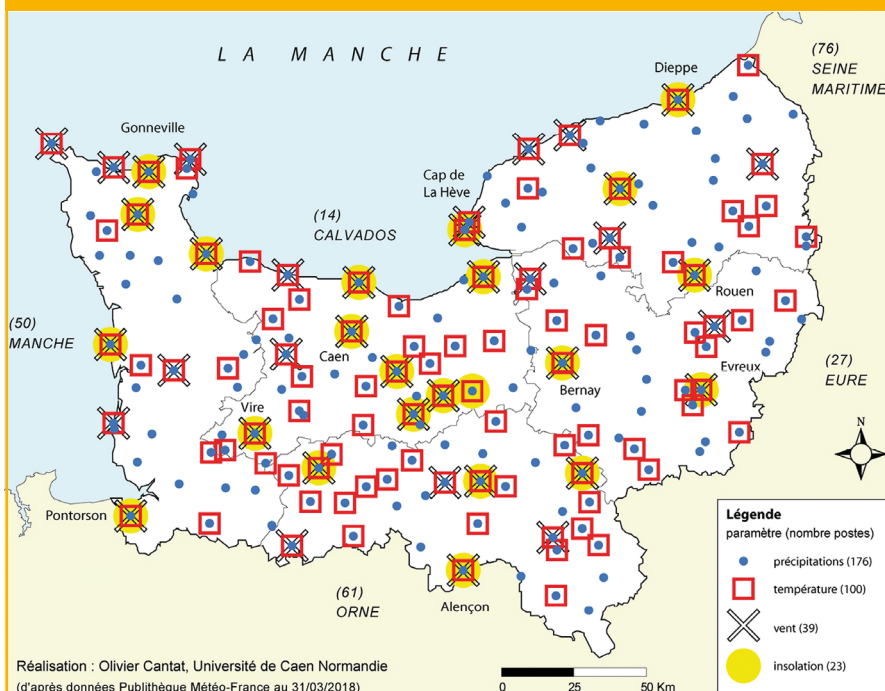 LA MANCHE
(76)
SEINE
MARITIME
Dieppe
Gonneville
Cap de
La Hève
(14)
CALVADOS
Rouen
(50)
MANCHE
Caen
Evreux
(27)
EURE
Bernay
Vire
N
Pontorson
(61)
ORNE
Alençon
Légende
paramètre (nombre postes)
précipitations (176)
température (100)
vent (39)
insolation (23)
Réalisation : Olivier Cantat, Université de Caen Normandie
(d'après données Publithèque Météo-France au 31/03/2018)
0 25 50 Km